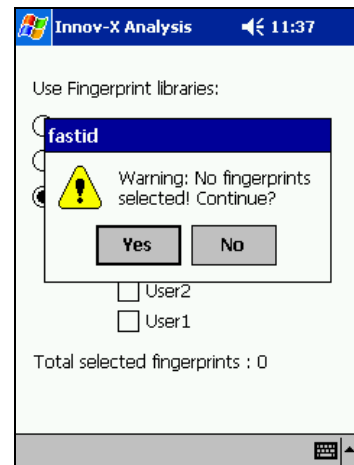 Innov-X Analysis 11:37
Use Fingerprint libraries:
fastid
Warning: No fingerprints
selected! Continue?
Yes No
User2
User1
Total selected fingerprints : 0